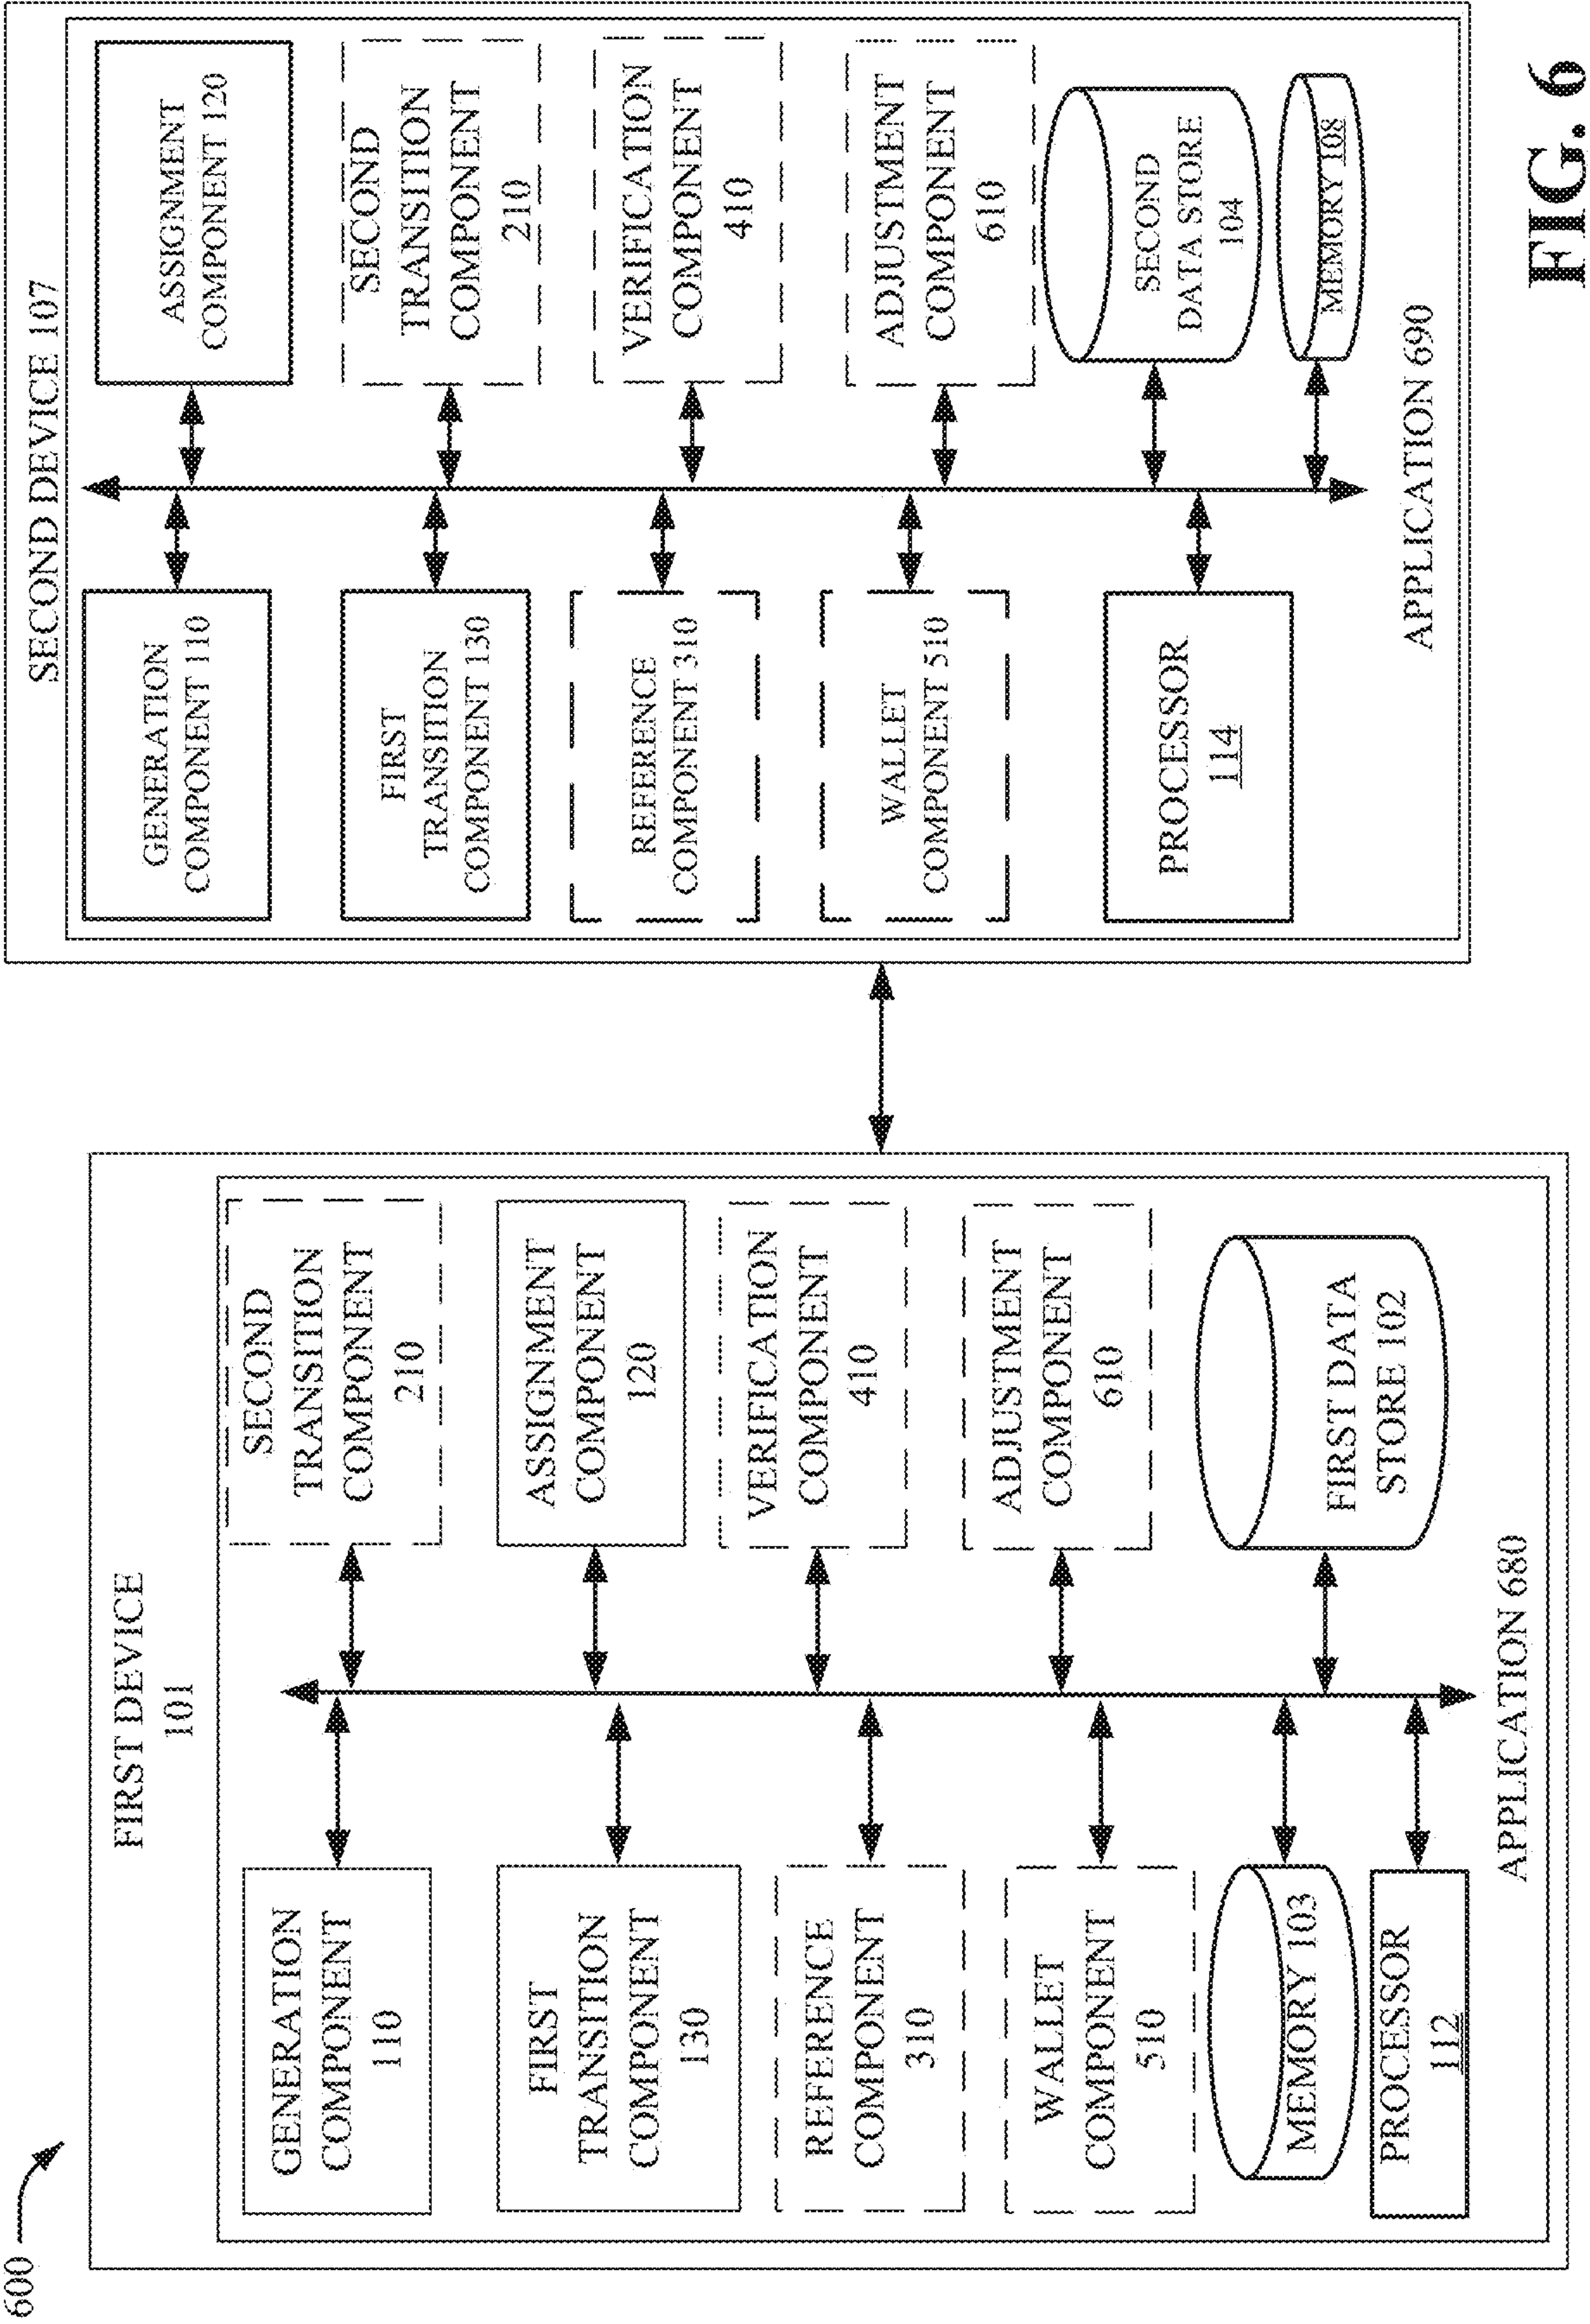 600
FIRST DEVICE
101
GENERATION
COMPONENT
110
SECOND
TRANSITION
COMPONENT
210
FIRST
TRANSITION
COMPONENT
130
ASSIGNMENT
COMPONENT
120
REFERENCE
COMPONENT
310
VERIFICATION
COMPONENT
410
WALLET
COMPONENT
510
ADJUSTMENT
COMPONENT
610
MEMORY 103
FIRST DATA
STORE 102
PROCESSOR
112
APPLICATION 680
SECOND DEVICE 107
GENERATION
COMPONENT 110
ASSIGNMENT
COMPONENT 120
FIRST
TRANSITION
COMPONENT 130
SECOND
TRANSITION
COMPONENT
210
REFERENCE
COMPONENT 310
VERIFICATION
COMPONENT
410
WALLET
COMPONENT 510
ADJUSTMENT
COMPONENT
610
PROCESSOR
114
SECOND
DATA STORE
104
MEMORY 108
APPLICATION 690
FIG. 6